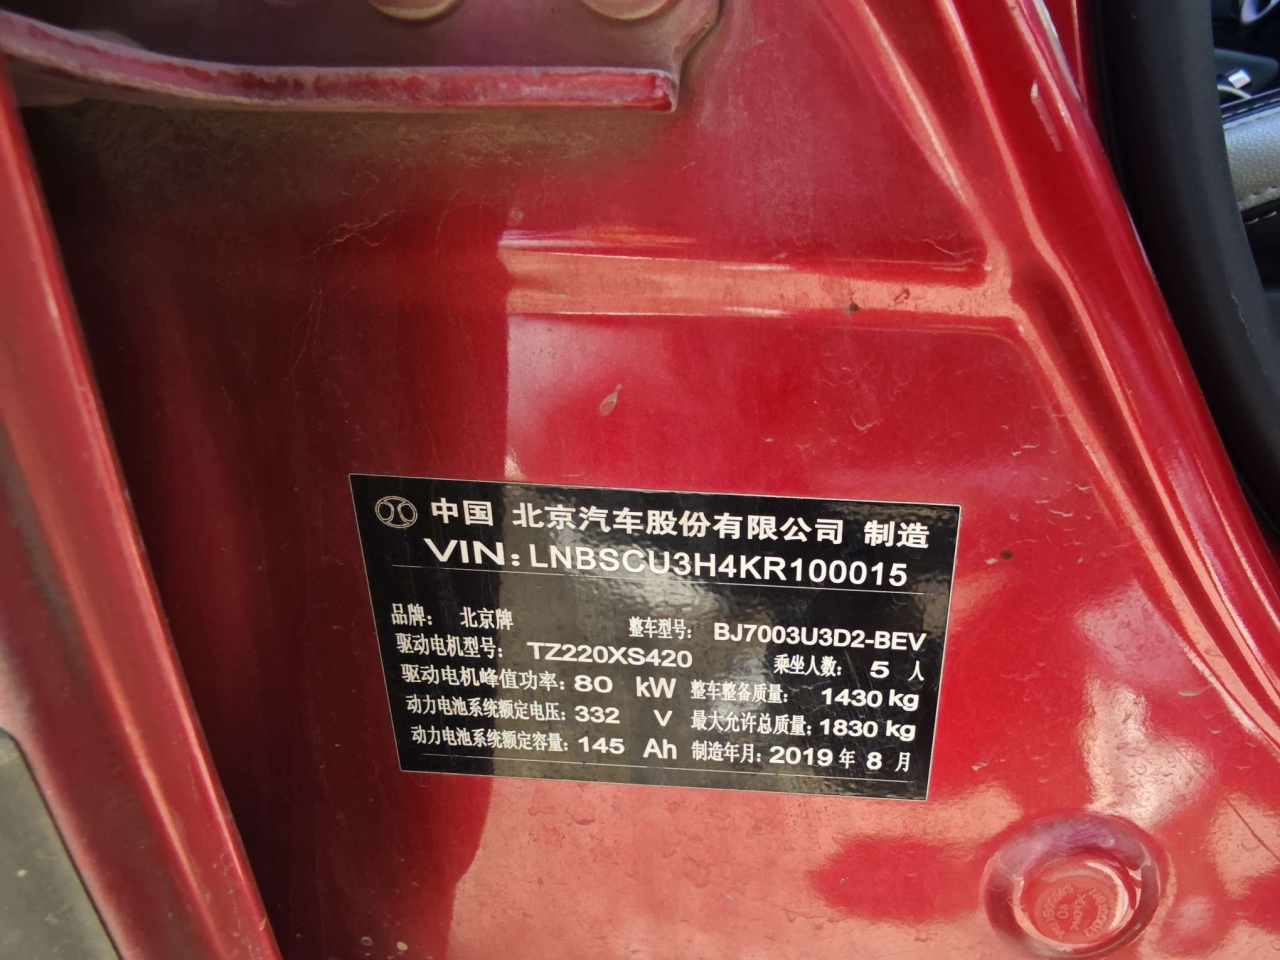 中国 北京汽车股份有限公司 制造
VIN: LNBSCU3H4KR100015
品牌: 北京牌 整车型号: BJ7003U3D2-BEV
驱动电机型号: TZ220XS420 乘坐人数: 5 人
驱动电机峰值功率: 80 kW 整车整备质量: 1430 kg
动力电池系统额定电压: 332 V 最大允许总质量: 1830 kg
动力电池系统额定容量: 145 Ah 制造年月: 2019 年 8 月